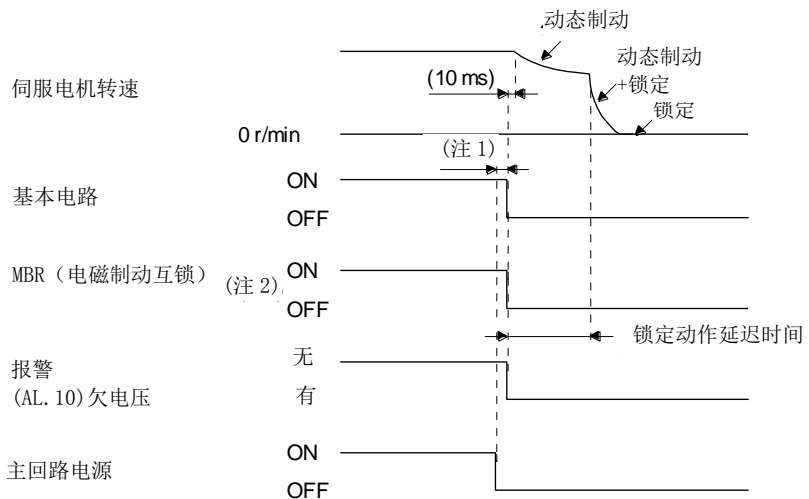 动态制动
动态制动
+锁定
锁定
伺服电机转速
(10 ms)
0 r/min
(注 1)
基本电路
ON
OFF
MBR（电磁制动互锁）
(注 2)
ON
OFF
锁定动作延迟时间
报警
(AL.10)欠电压
无
有
主回路电源
ON
OFF